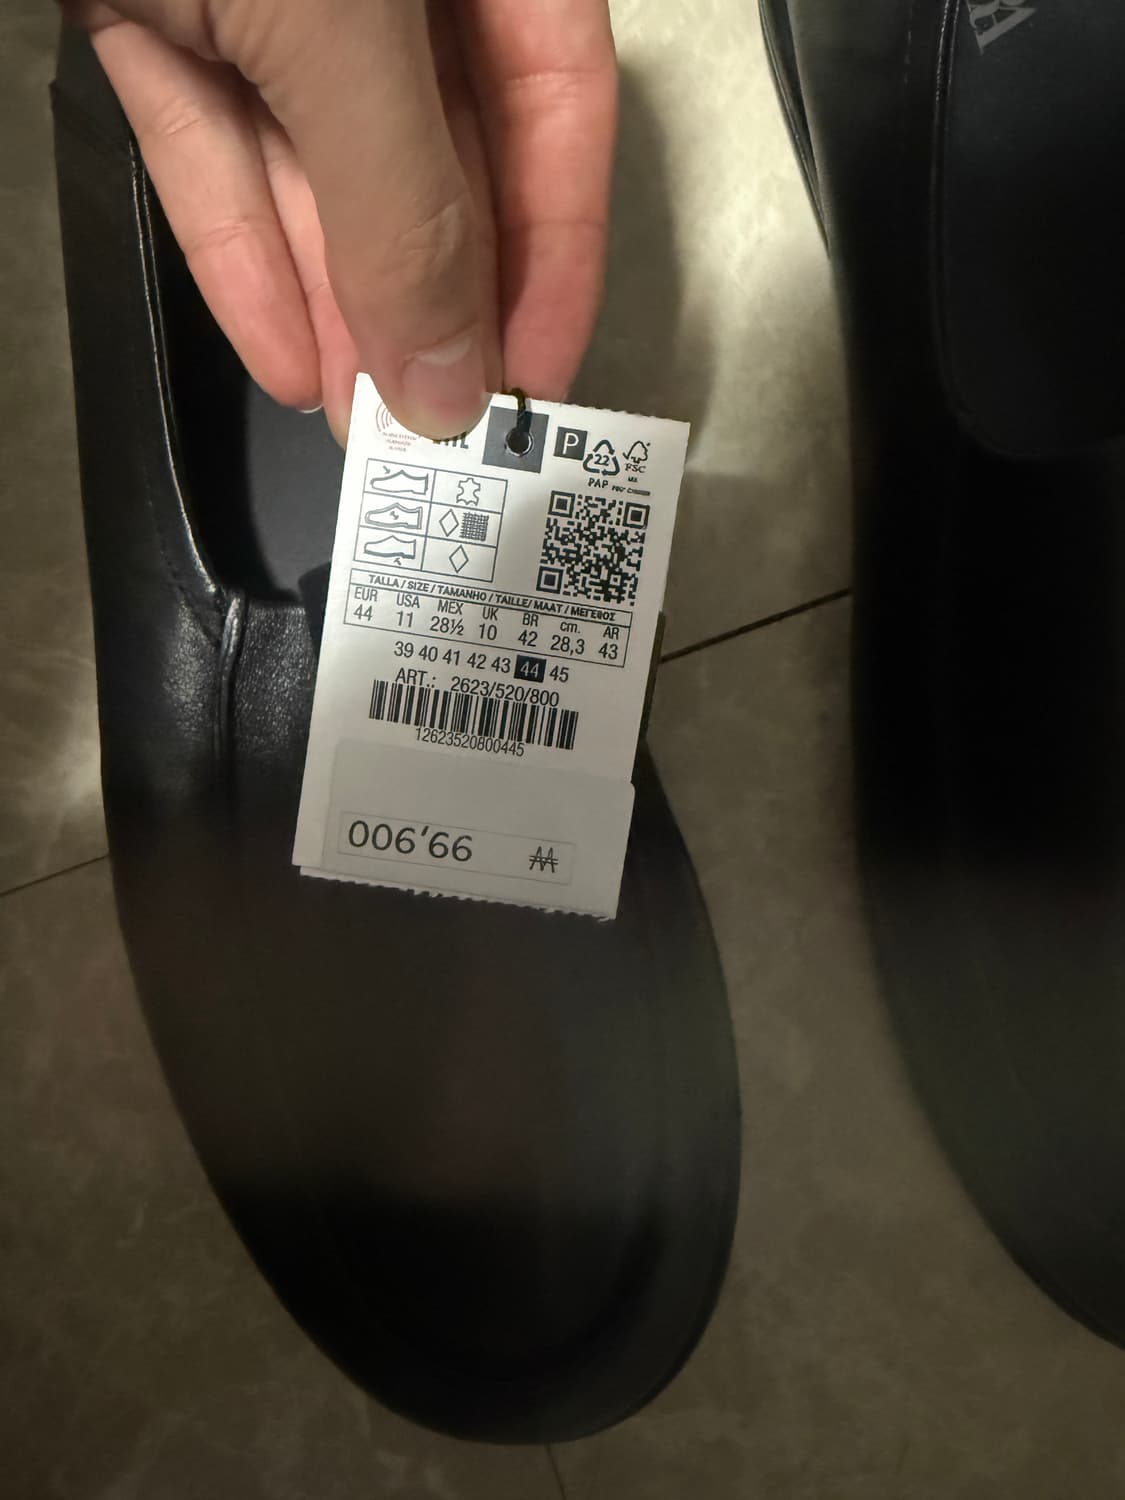 RA
P
22
PAP
FSC
MIX
TALLA / SIZE / TAMANHO / TAILLE/ MAAT / ΜΕΓΕΘΟΣ
EUR USA MEX UK BR cm. AR
44 11 28½ 10 42 28,3 43
39 40 41 42 43 44 45
ART.: 2623/520/800
12623520800445
₩ 99,900